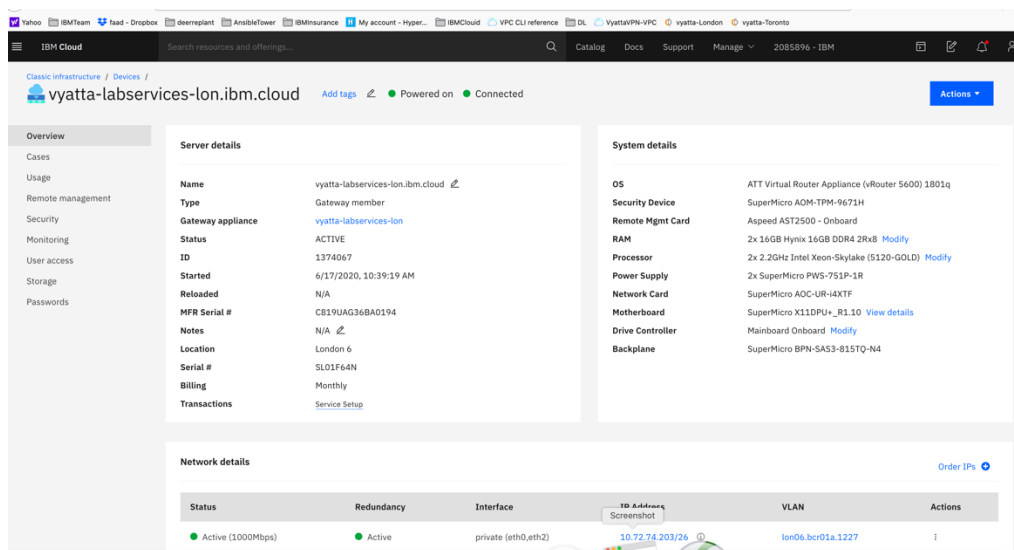 Yahoo IBMTeam faad - Dropbox deerreplant AnsibleTower IBMInsurance My account - Hyper... IBMClouid VPC CLI reference DL VyattaVPN-VPC vyatta-London vyatta-Toronto
IBM Cloud Search resources and offerings... Catalog Docs Support Manage 2085896 - IBM
Classic infrastructure / Devices /
vyatta-labservices-lon.ibm.cloud Add tags Powered on Connected Actions
Overview
Cases
Usage
Remote management
Security
Monitoring
User access
Storage
Passwords
Server details
Name vyatta-labservices-lon.ibm.cloud
Type Gateway member
Gateway appliance vyatta-labservices-lon
Status ACTIVE
ID 1374067
Started 6/17/2020, 10:39:19 AM
Reloaded N/A
MFR Serial # C819UAG36BA0194
Notes N/A
Location London 6
Serial # SL01F64N
Billing Monthly
Transactions Service Setup
System details
OS ATT Virtual Router Appliance (vRouter 5600) 1801q
Security Device SuperMicro AOM-TPM-9671H
Remote Mgmt Card Aspeed AST2500 - Onboard
RAM 2x 16GB Hynix 16GB DDR4 2Rx8 Modify
Processor 2x 2.2GHz Intel Xeon-Skylake (5120-GOLD) Modify
Power Supply 2x SuperMicro PWS-751P-1R
Network Card SuperMicro AOC-UR-i4XTF
Motherboard SuperMicro X11DPU+_R1.10 View details
Drive Controller Mainboard Onboard Modify
Backplane SuperMicro BPN-SAS3-815TQ-N4
Network details Order IPs
Status Redundancy Interface IP Address VLAN Actions
Screenshot
Active (1000Mbps) Active private (eth0,eth2) 10.72.74.203/26 lon06.bcr01a.1227